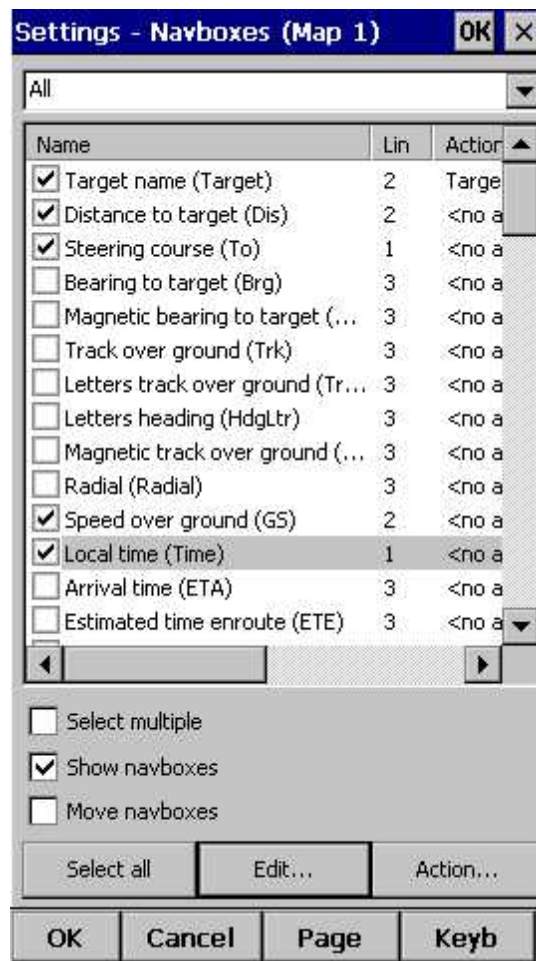 Settings - Navboxes (Map 1) OK ×
All
Name Lin Action
Target name (Target) 2 Targe
Distance to target (Dis) 2 <no a
Steering course (To) 1 <no a
Bearing to target (Brg) 3 <no a
Magnetic bearing to target (... 3 <no a
Track over ground (Trk) 3 <no a
Letters track over ground (Tr... 3 <no a
Letters heading (HdgLtr) 3 <no a
Magnetic track over ground (... 3 <no a
Radial (Radial) 3 <no a
Speed over ground (GS) 2 <no a
Local time (Time) 1 <no a
Arrival time (ETA) 3 <no a
Estimated time enroute (ETE) 3 <no a
Select multiple
Show navboxes
Move navboxes
Select all Edit... Action...
OK Cancel Page Keyb